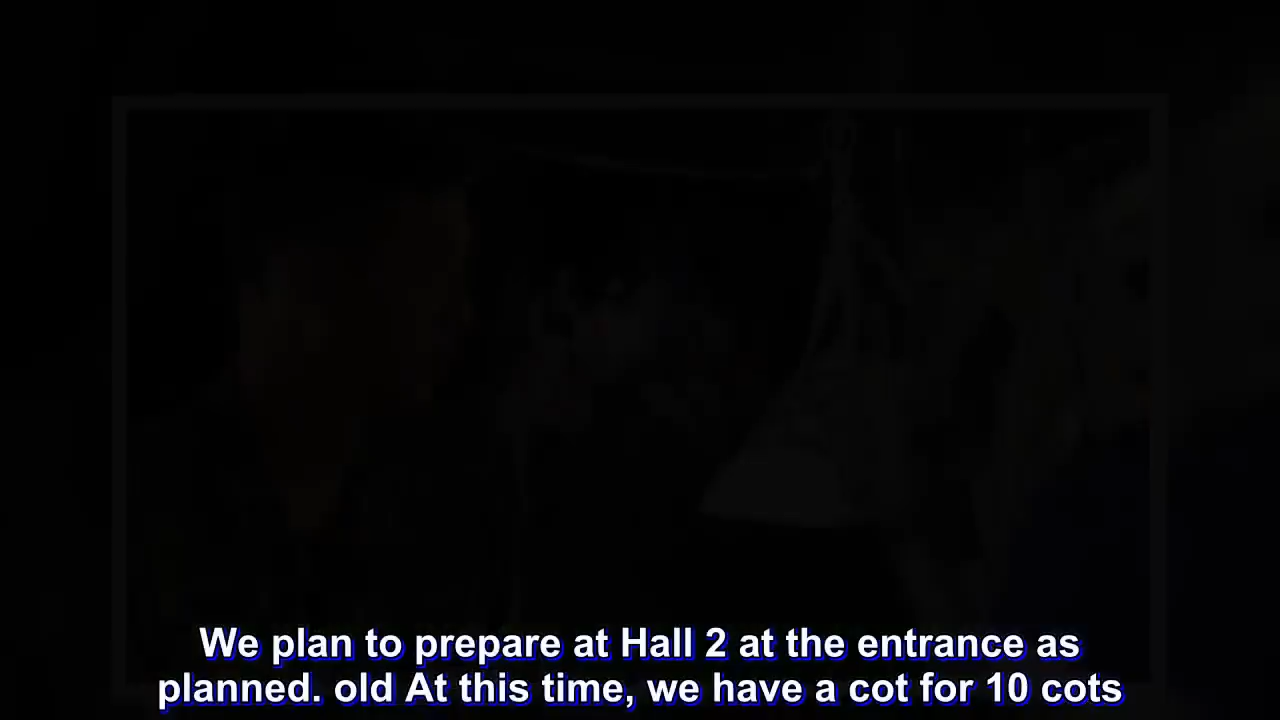 We plan to prepare at Hall 2 at the entrance as
planned. old At this time, we have a cot for 10 cots